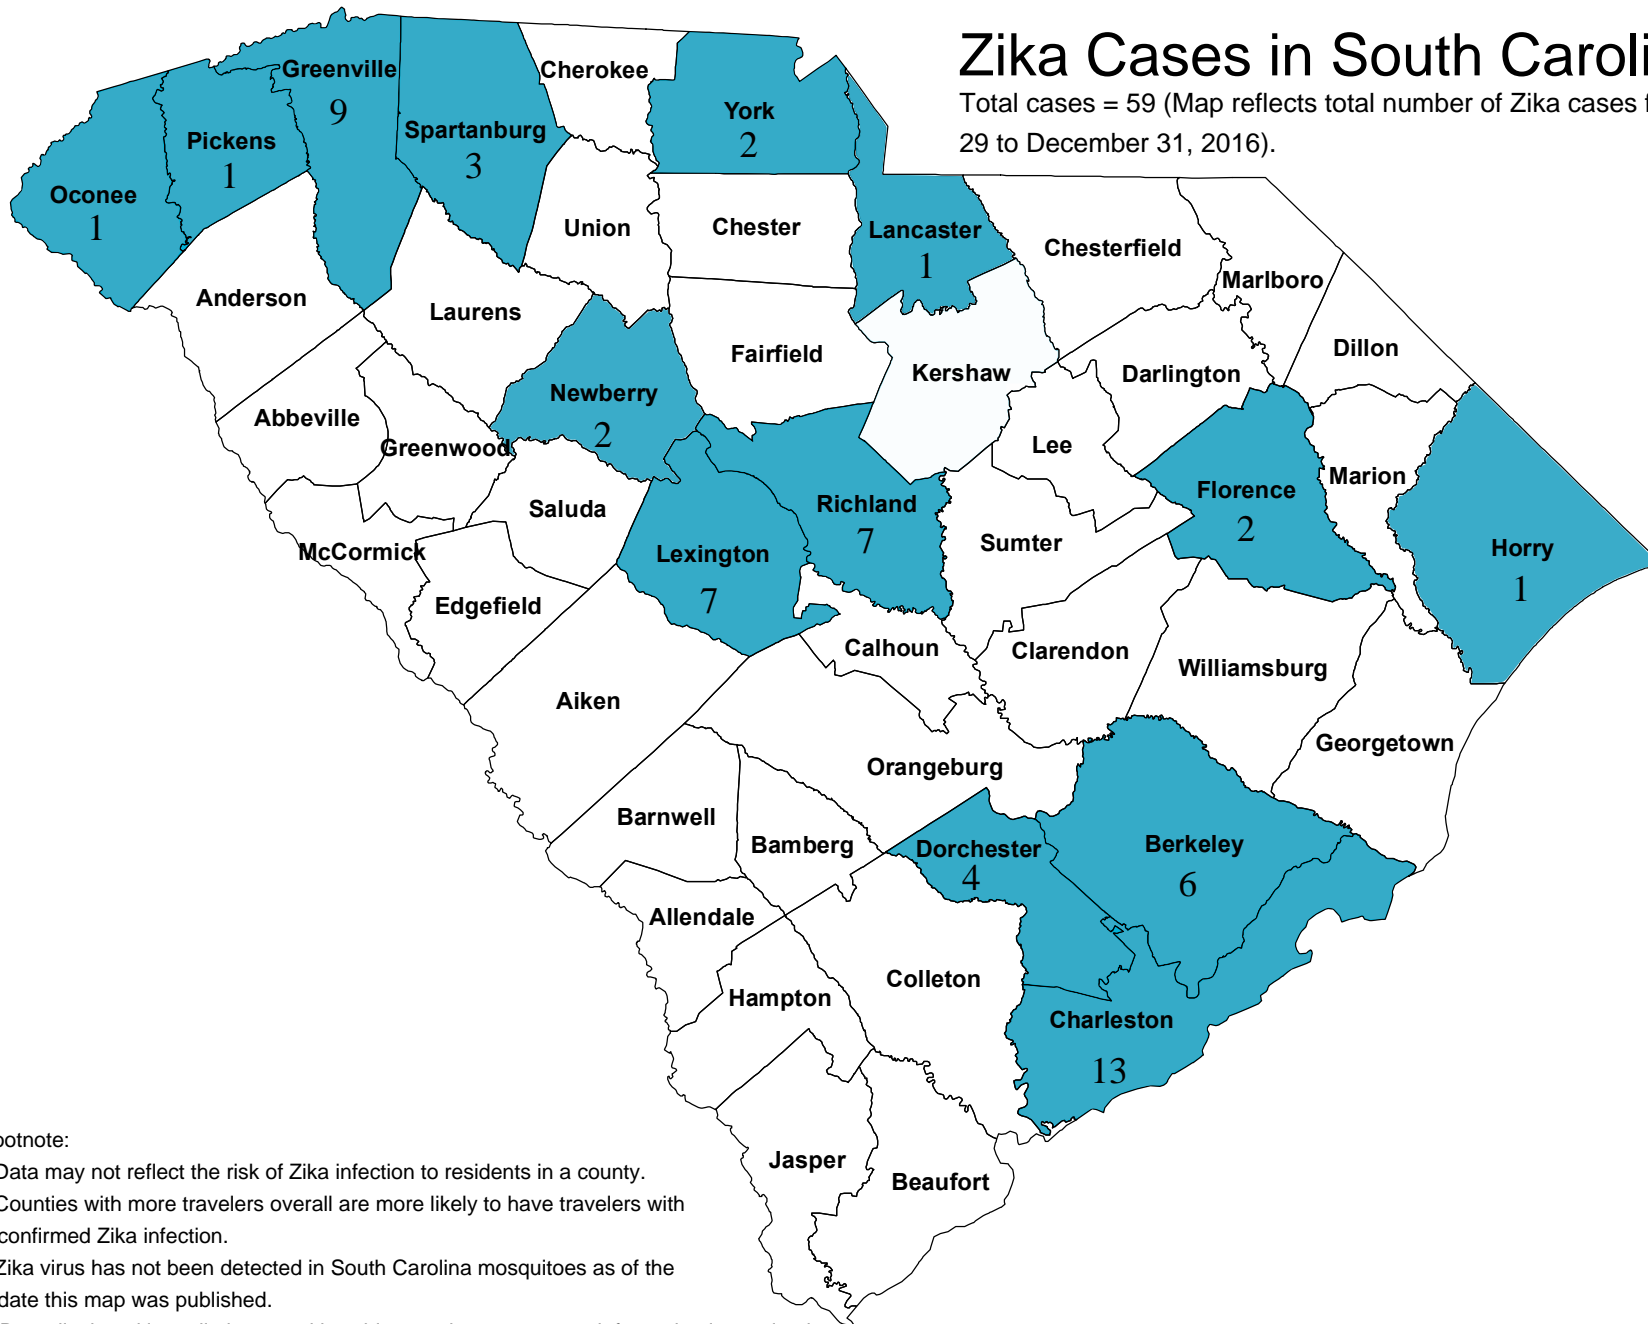 Zika Cases in South Caroli
Total cases = 59 (Map reflects total number of Zika cases f
29 to December 31, 2016).
Greenville
9
Cherokee
York
2
Spartanburg
3
Pickens
1
Oconee
1
Union
Chester
Lancaster
1
Chesterfield
Marlboro
Anderson
Laurens
Fairfield
Kershaw
Darlington
Dillon
Newberry
2
Abbeville
Greenwood
Lee
Marion
Florence
2
Richland
7
Saluda
Sumter
Horry
1
McCormick
Lexington
7
Edgefield
Calhoun
Clarendon
Williamsburg
Aiken
Georgetown
Orangeburg
Barnwell
Bamberg
Dorchester
4
Berkeley
6
Allendale
Colleton
Hampton
Charleston
13
Jasper
Beaufort
otnote:
Data may not reflect the risk of Zika infection to residents in a county.
Counties with more travelers overall are more likely to have travelers with
confirmed Zika infection.
Zika virus has not been detected in South Carolina mosquitoes as of the
date this map was published.